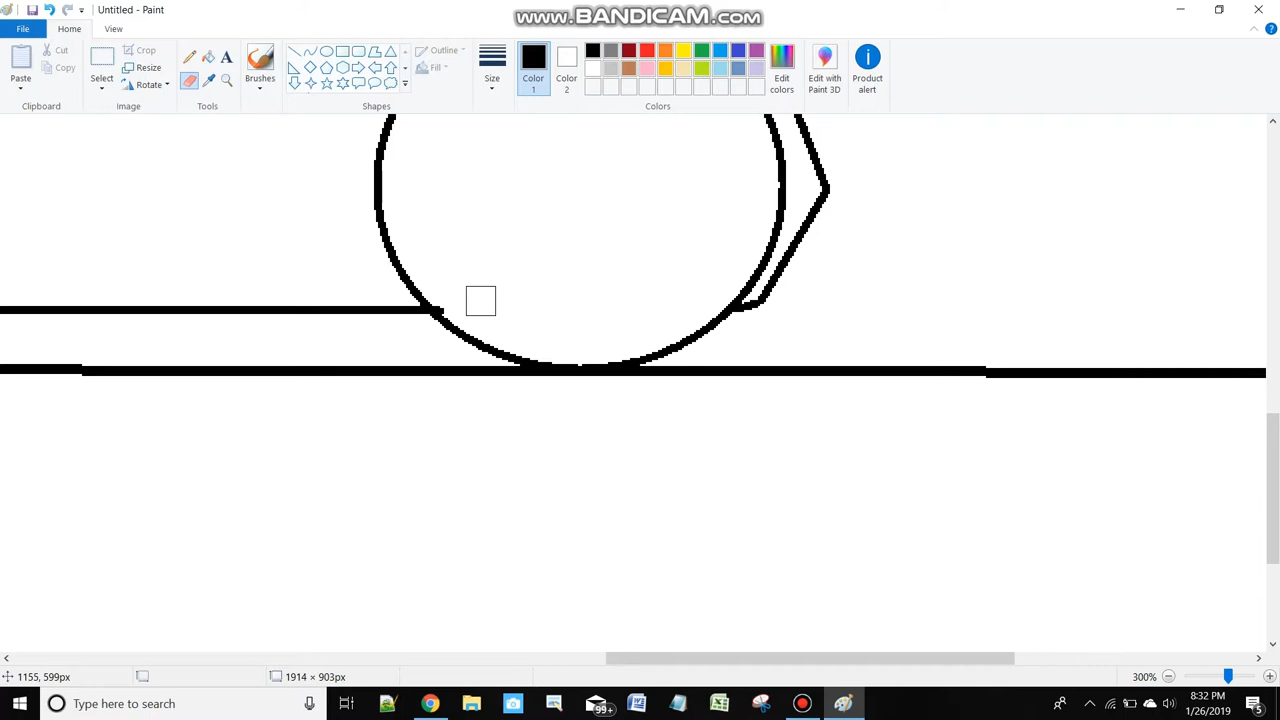 www.BANDICAM.com
Untitled - Paint
File
Home
View
Paste
Cut
Copy
Clipboard
Select
Crop
Resize
Rotate
Image
A
Tools
Brushes
Outline
Fill
Shapes
Size
Color
1
Color
2
Edit
colors
Colors
Edit with
Paint 3D
Product
alert
1155, 599px
1914 × 903px
300%
Type here to search
99+
8:32 PM
1/26/2019
5